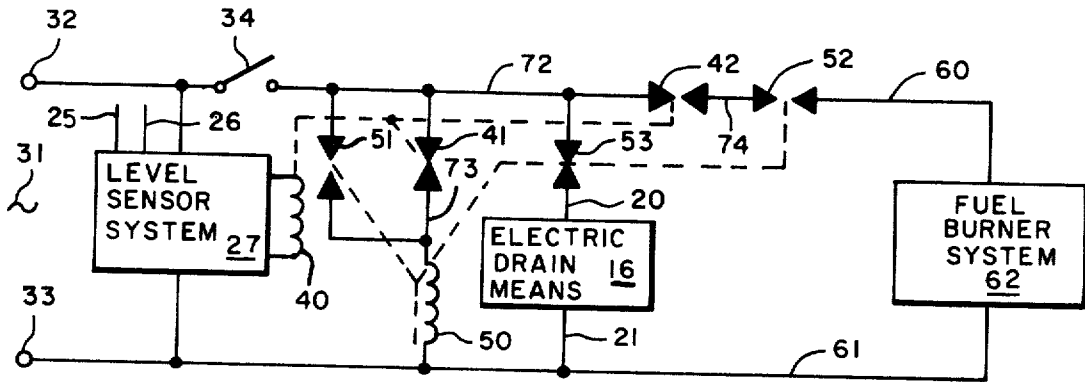 32
34
72
42
52
60
25
26
51
41
53
74
31
73
LEVEL
SENSOR
SYSTEM 27
20
FUEL
BURNER
SYSTEM
62
ELECTRIC
DRAIN
MEANS 16
40
33
50
21
61